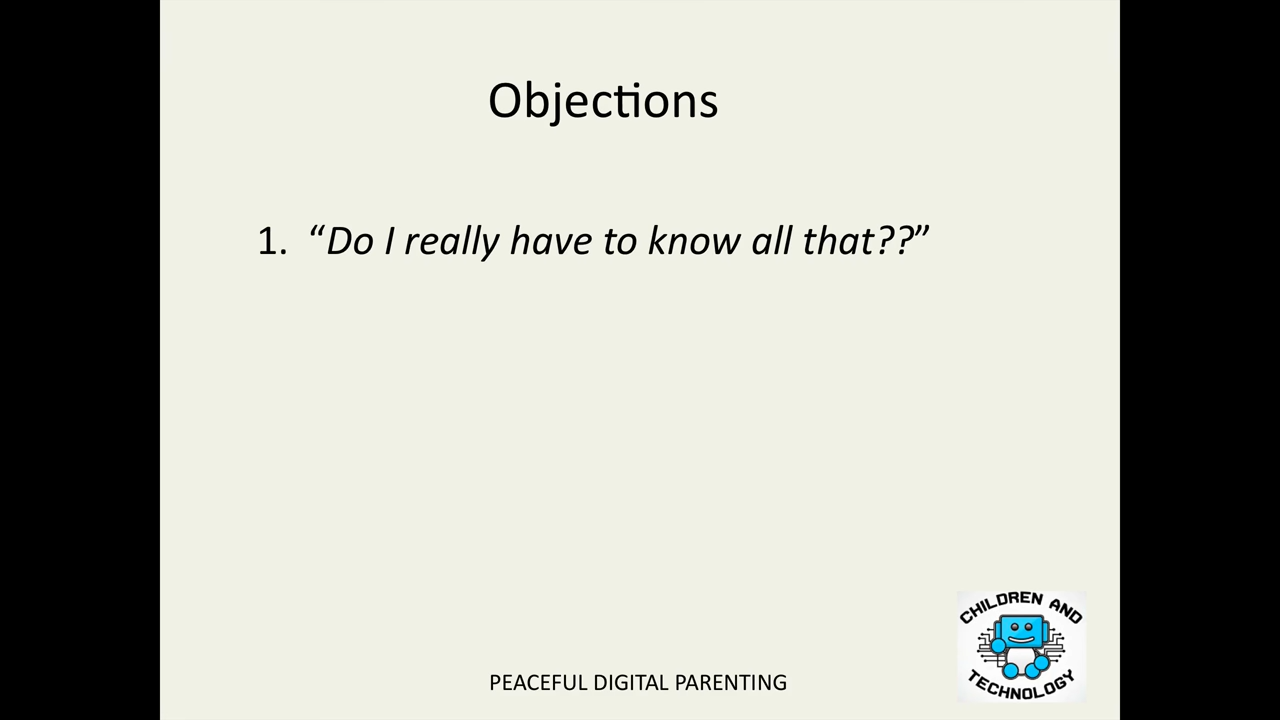 Objections
1. “Do I really have to know all that??”
CHILDREN AND
TECHNOLOGY
PEACEFUL DIGITAL PARENTING